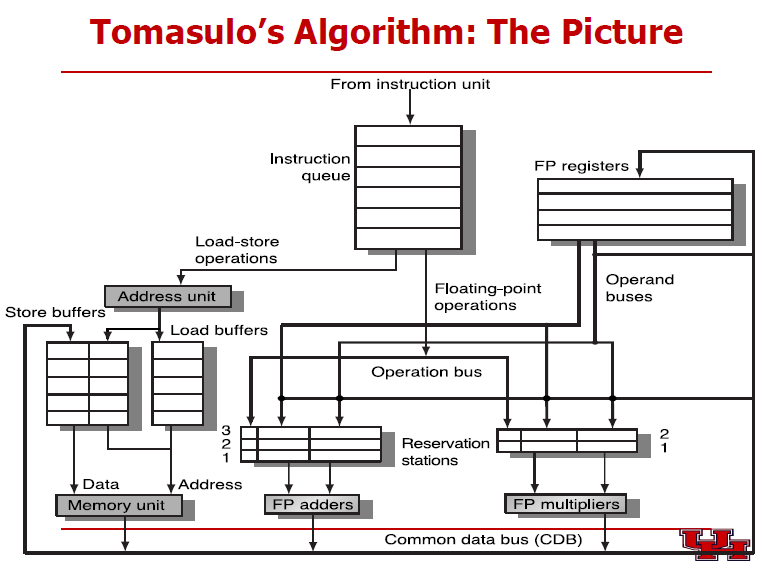 Tomasulo's Algorithm: The Picture
From instruction unit
Instruction
queue
FP registers
Load-store
operations
Address unit
Floating-point
operations
Operand
buses
Store buffers
Load buffers
Operation bus
3
2
1
Reservation
stations
2
1
Data
Address
Memory unit
FP adders
FP multipliers
Common data bus (CDB)
UH